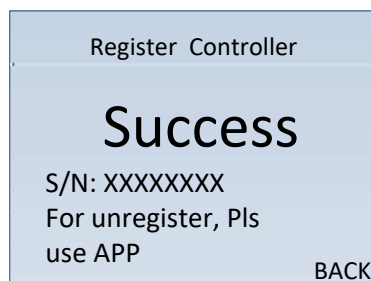 Register Controller
Success
S/N: XXXXXXXX
For unregister, Pls
use APP
BACK